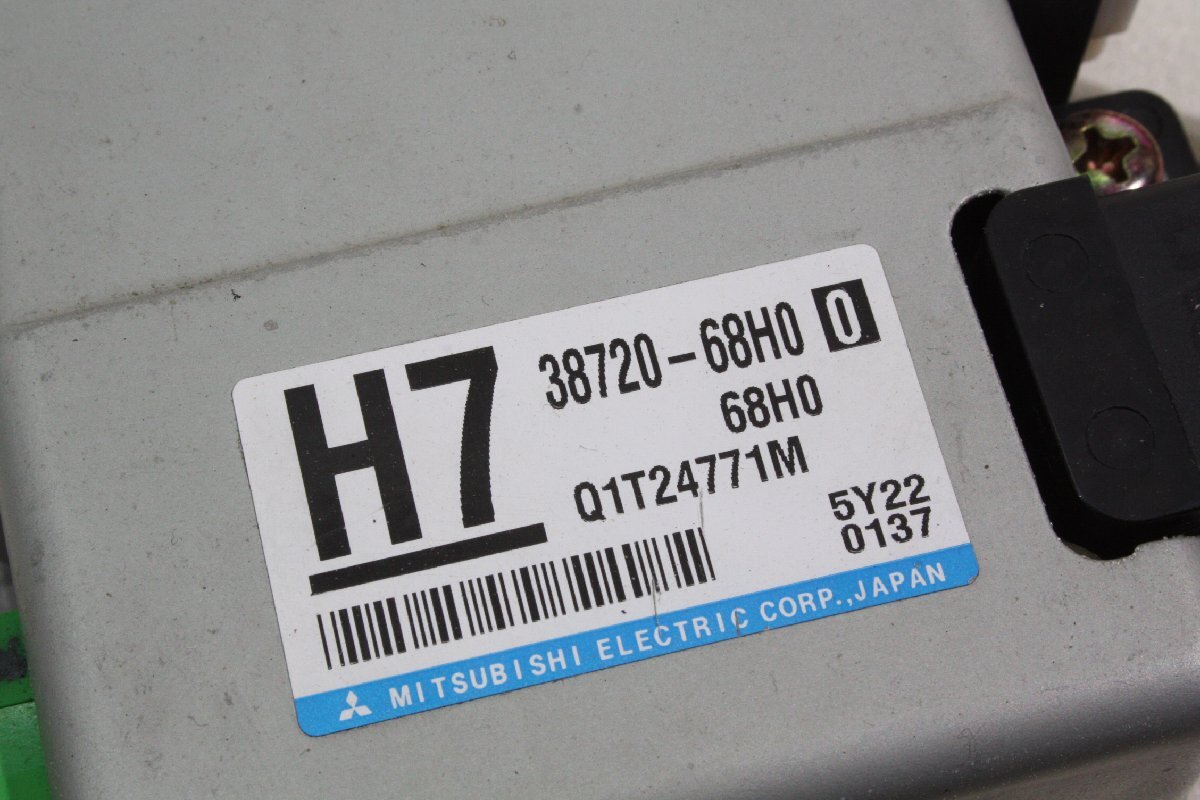 H7
38720-68H0 0
68H0
Q1T24771M
5Y22
0137
MITSUBISHI ELECTRIC CORP.,JAPAN